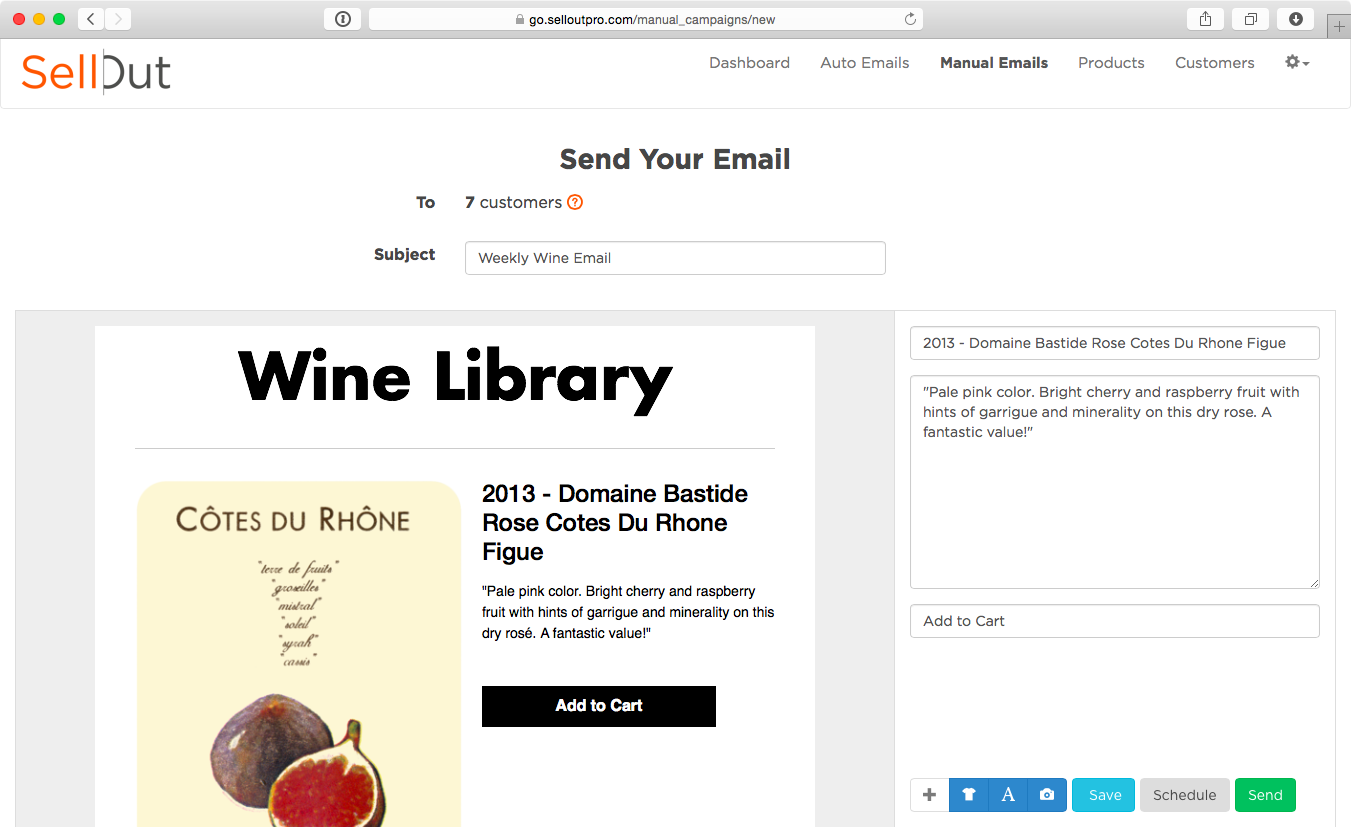 go.selloutpro.com/manual_campaigns/new
SellOut
Dashboard
Auto Emails
Manual Emails
Products
Customers
Send Your Email
To
7 customers ?
Subject
Weekly Wine Email
Wine Library
CÔTES DU RHÔNE
"terre de fruits"
"groseilles"
"mistral"
"soleil"
"syrah"
"cassis"
2013 - Domaine Bastide
Rose Cotes Du Rhone
Figue
"Pale pink color. Bright cherry and raspberry
fruit with hints of garrigue and minerality on this
dry rosé. A fantastic value!"
Add to Cart
2013 - Domaine Bastide Rose Cotes Du Rhone Figue
"Pale pink color. Bright cherry and raspberry fruit with
hints of garrigue and minerality on this dry rose. A
fantastic value!"
Add to Cart
A
Save
Schedule
Send